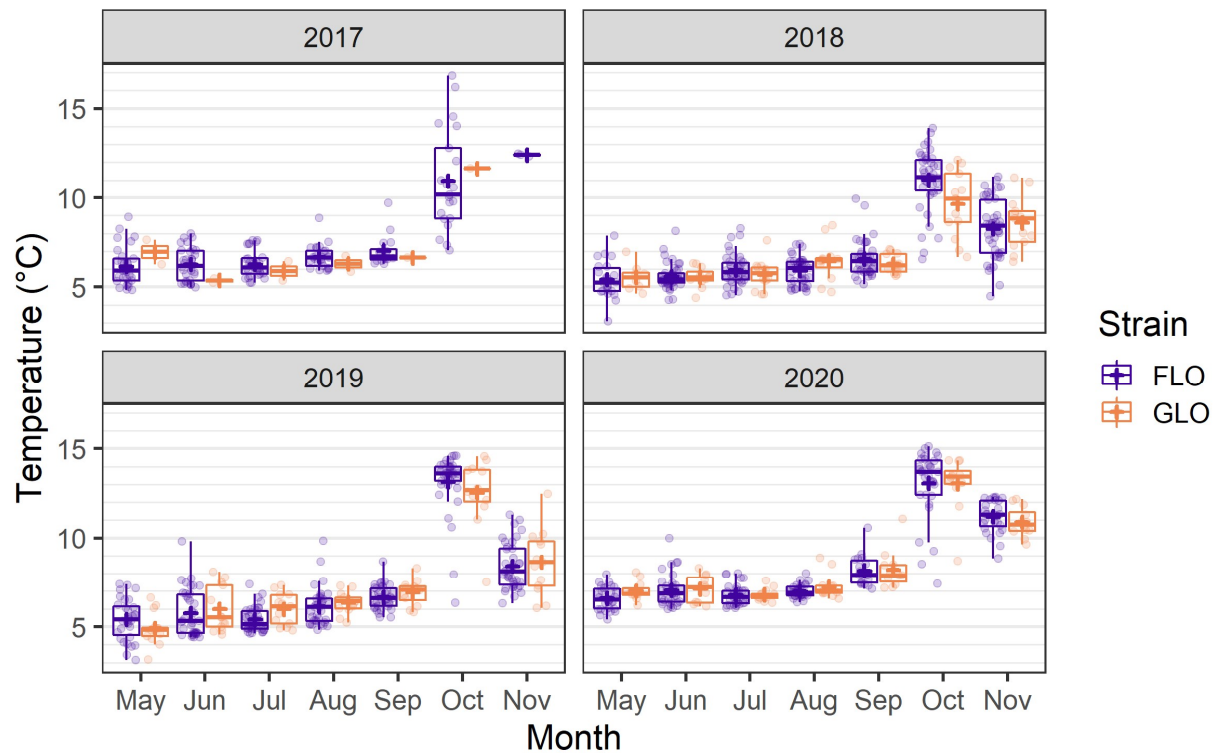 2017 2018
15
10
5
2019 2020
15
10
5
May Jun Jul Aug Sep Oct Nov May Jun Jul Aug Sep Oct Nov
Month
Temperature (°C)
Strain
FLO
GLO